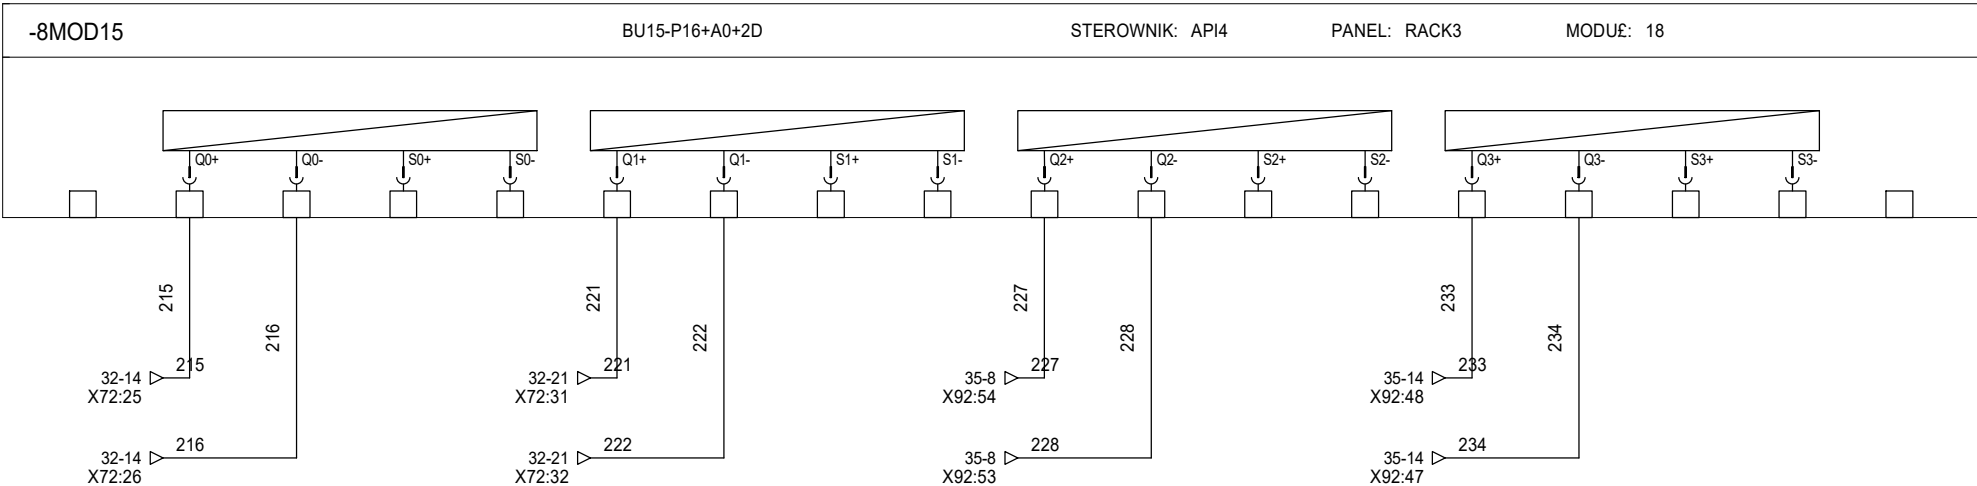 -8MOD15 BU15-P16+A0+2D STEROWNIK: API4 PANEL: RACK3 MODU£: 18
Q0+ Q0- S0+ S0- Q1+ Q1- S1+ S1- Q2+ Q2- S2+ S2- Q3+ Q3- S3+ S3-
215 221 227 233
216 222 228 234
215 221 227 233
32-14 32-21 35-8 35-14
X72:25 X72:31 X92:54 X92:48
216 222 228 234
32-14 32-21 35-8 35-14
X72:26 X72:32 X92:53 X92:47